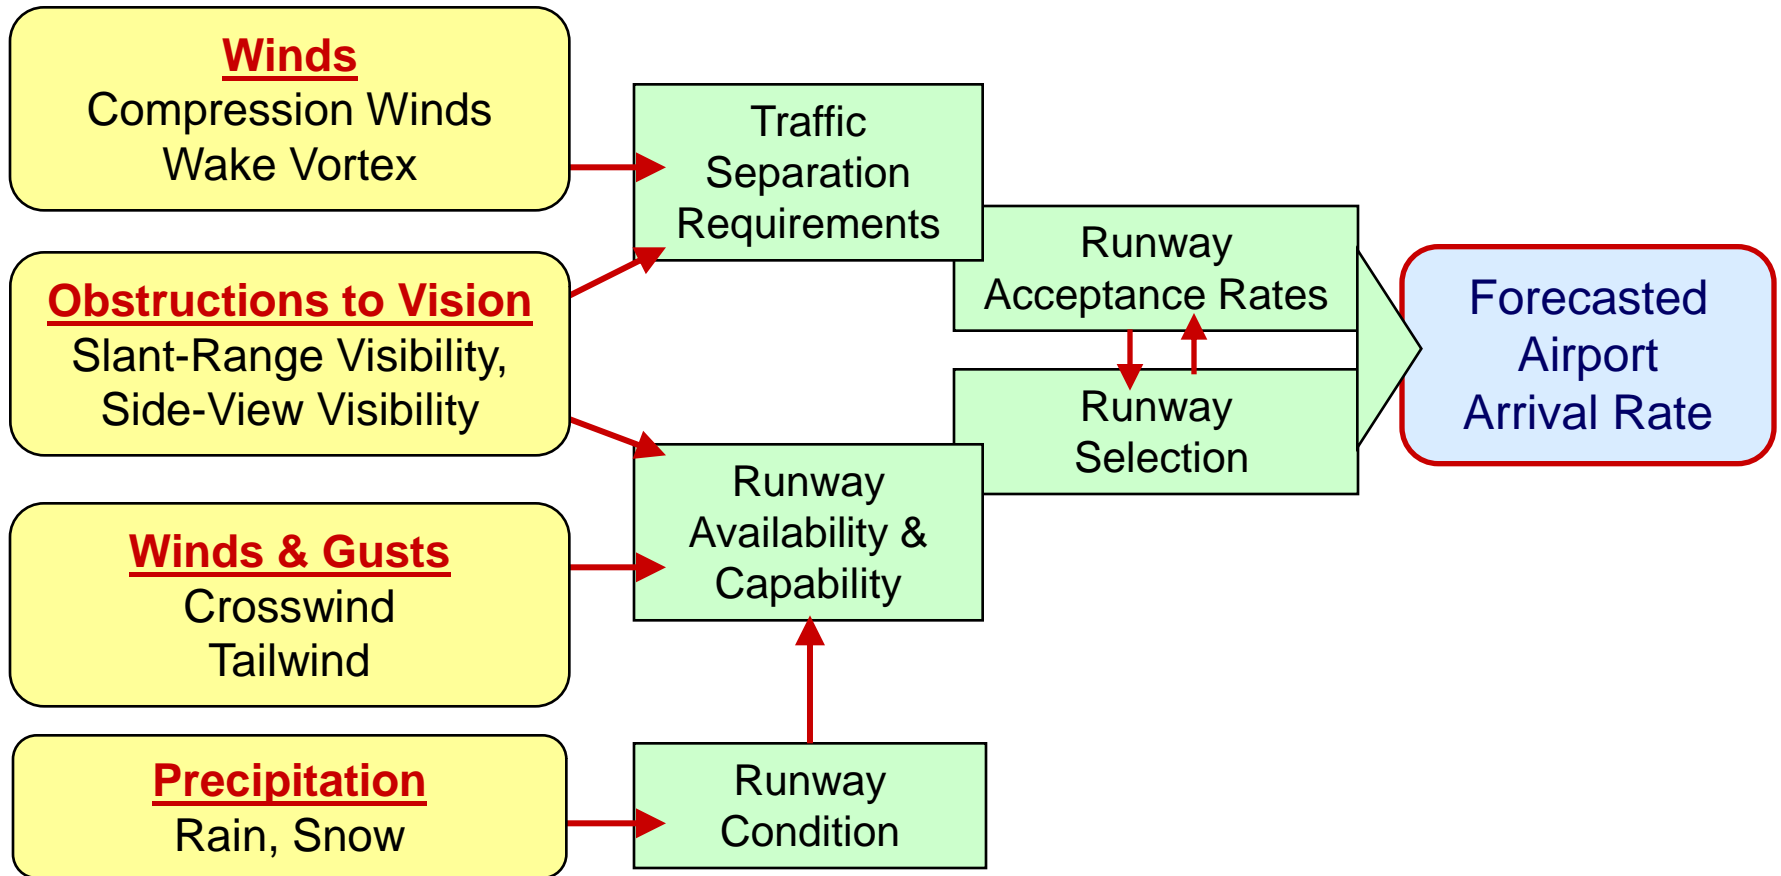 Winds
Compression Winds
Wake Vortex
Obstructions to Vision
Slant-Range Visibility,
Side-View Visibility
Winds & Gusts
Crosswind
Tailwind
Precipitation
Rain, Snow
Traffic
Separation
Requirements
Runway
Availability &
Capability
Runway
Condition
Runway
Acceptance Rates
Runway
Selection
Forecasted
Airport
Arrival Rate